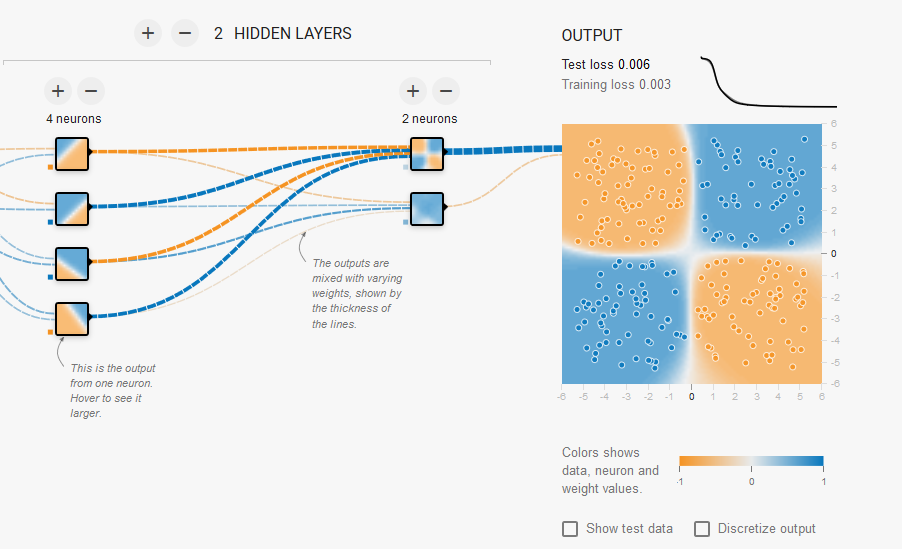 + − 2 HIDDEN LAYERS
+ −
4 neurons
+ −
2 neurons
The outputs are
mixed with varying
weights, shown by
the thickness of
the lines.
This is the output
from one neuron.
Hover to see it
larger.
OUTPUT
Test loss 0.006
Training loss 0.003
6
5
4
3
2
1
0
-1
-2
-3
-4
-5
-6
-6 -5 -4 -3 -2 -1 0 1 2 3 4 5 6
Colors shows
data, neuron and
weight values.
-1 0 1
Show test data Discretize output